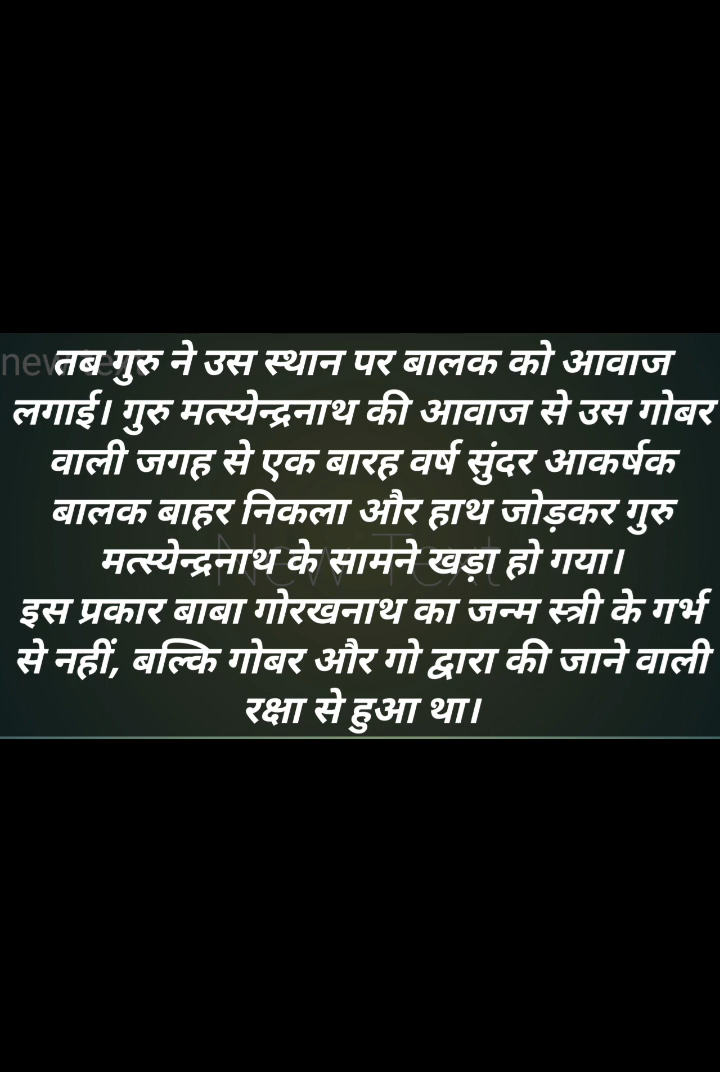 तब गुरु ने उस स्थान पर बालक को आवाज
लगाई। गुरु मत्स्येन्द्रनाथ की आवाज से उस गोबर
वाली जगह से एक बारह वर्ष सुंदर आकर्षक
बालक बाहर निकला और हाथ जोड़कर गुरु
मत्स्येन्द्रनाथ के सामने खड़ा हो गया।
New Text
इस प्रकार बाबा गोरखनाथ का जन्म स्त्री के गर्भ
से नहीं, बल्कि गोबर और गो द्वारा की जाने वाली
रक्षा से हुआ था।